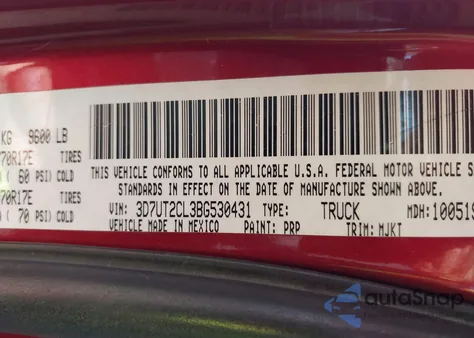 KG 9600 LB
70R17E TIRES
( 60 PSI) COLD
70R17E TIRES
( 70 PSI) COLD
THIS VEHICLE CONFORMS TO ALL APPLICABLE U.S.A. FEDERAL MOTOR VEHICLE S
STANDARDS IN EFFECT ON THE DATE OF MANUFACTURE SHOWN ABOVE.
VIN: 3D7UT2CL3BG530431 TYPE: TRUCK MDH: 100519
VEHICLE MADE IN MEXICO PAINT: PRP TRIM: MJKT
autoShop